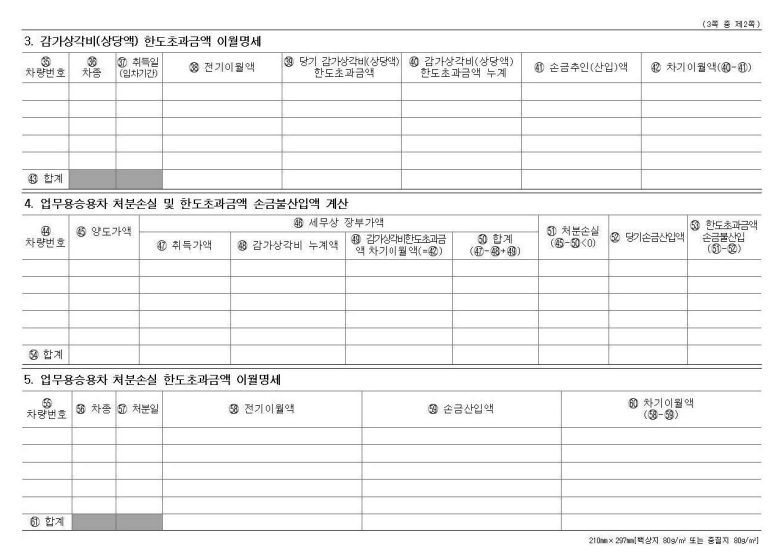 (3쪽 중 제2쪽)
3. 감가상각비(상당액) 한도초과금액 이월명세
㉟ 차량번호
㊱ 차종
㊲ 취득일 (임차기간)
㊳ 전기이월액
㊴ 당기 감가상각비(상당액) 한도초과금액
㊵ 감가상각비(상당액) 한도초과금액 누계
㊶ 손금추인(산입)액
㊷ 차기이월액(㊵-㊶)
㊸ 합계
4. 업무용승용차 처분손실 및 한도초과금액 손금불산입액 계산
㊹ 차량번호
㊺ 양도가액
㊻ 세무상 장부가액
㊼ 취득가액
㊽ 감가상각비 누계액
㊾ 감가상각비한도초과금액 차기이월액(=㊷)
㊿ 합계 (㊼-㊽+㊾)
51 처분손실 (㊺-㊿<0)
52 당기손금산입액
53 한도초과금액 손금불산입 (51-52)
54 합계
5. 업무용승용차 처분손실 한도초과금액 이월명세
55 차량번호
56 차종
57 처분일
58 전기이월액
59 손금산입액
60 차기이월액 (58-59)
61 합계
210mm×297mm[백상지 80g/㎡ 또는 중질지 80g/㎡]